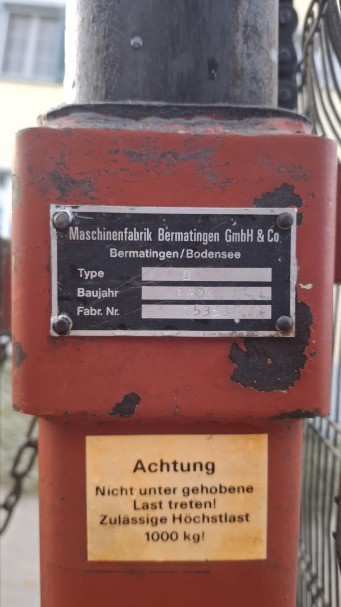 Maschinenfabrik Bermatingen GmbH & Co
Bermatingen/Bodensee
Type
Baujahr
Fabr. Nr.
Achtung
Nicht unter gehobene
Last treten!
Zulässige Höchstlast
1000 kg!